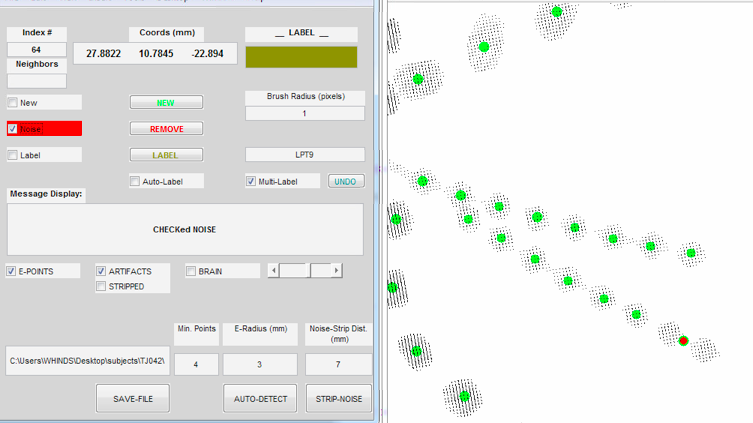 Index #
Coords (mm)
__ LABEL __
64
27.8822 10.7845 -22.894
Neighbors
New
NEW
Brush Radius (pixels)
1
Noise
REMOVE
Label
LABEL
LPT9
Auto-Label
Multi-Label
UNDO
Message Display:
CHECKed NOISE
E-POINTS
ARTIFACTS
BRAIN
STRIPPED
Min. Points
E-Radius (mm)
Noise-Strip Dist.
(mm)
C:\Users\WHINDS\Desktop\subjects\TJ042\
4
3
7
SAVE-FILE
AUTO-DETECT
STRIP-NOISE